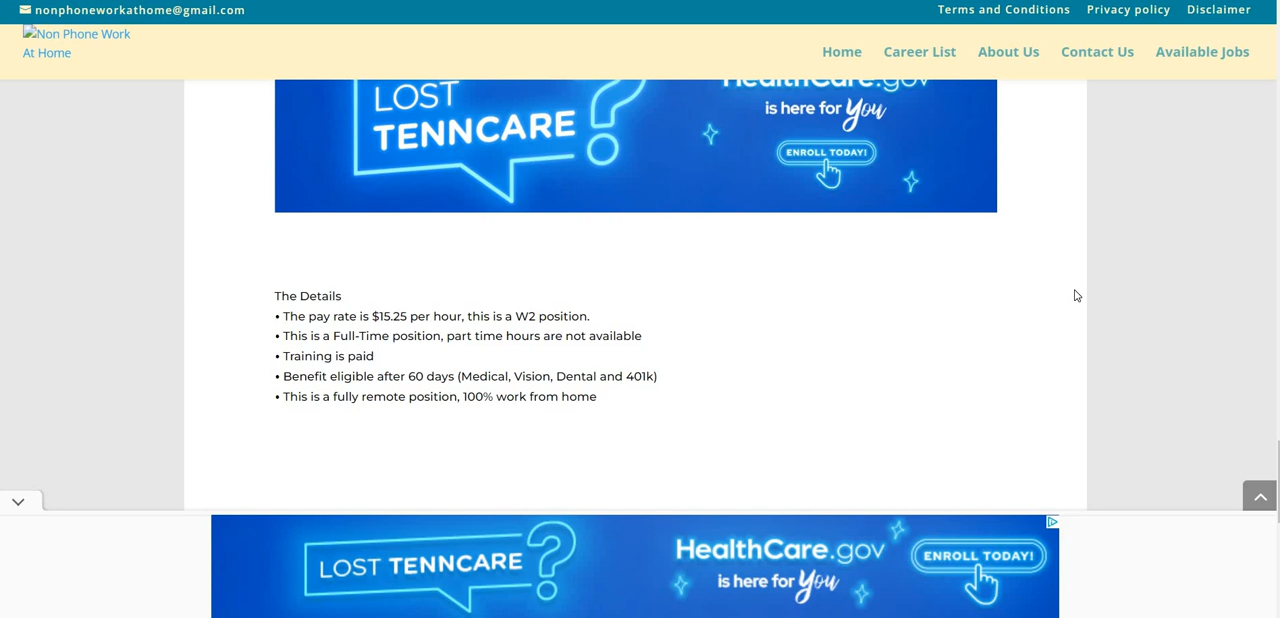 nonphoneworkathome@gmail.com
Terms and Conditions Privacy policy Disclaimer
Non Phone Work
At Home
Home Career List About Us Contact Us Available Jobs
LOST
TENNCARE?
HealthCare.gov
is here for You
ENROLL TODAY!
The Details
• The pay rate is $15.25 per hour, this is a W2 position.
• This is a Full-Time position, part time hours are not available
• Training is paid
• Benefit eligible after 60 days (Medical, Vision, Dental and 401k)
• This is a fully remote position, 100% work from home
LOST TENNCARE?
HealthCare.gov
is here for You
ENROLL TODAY!